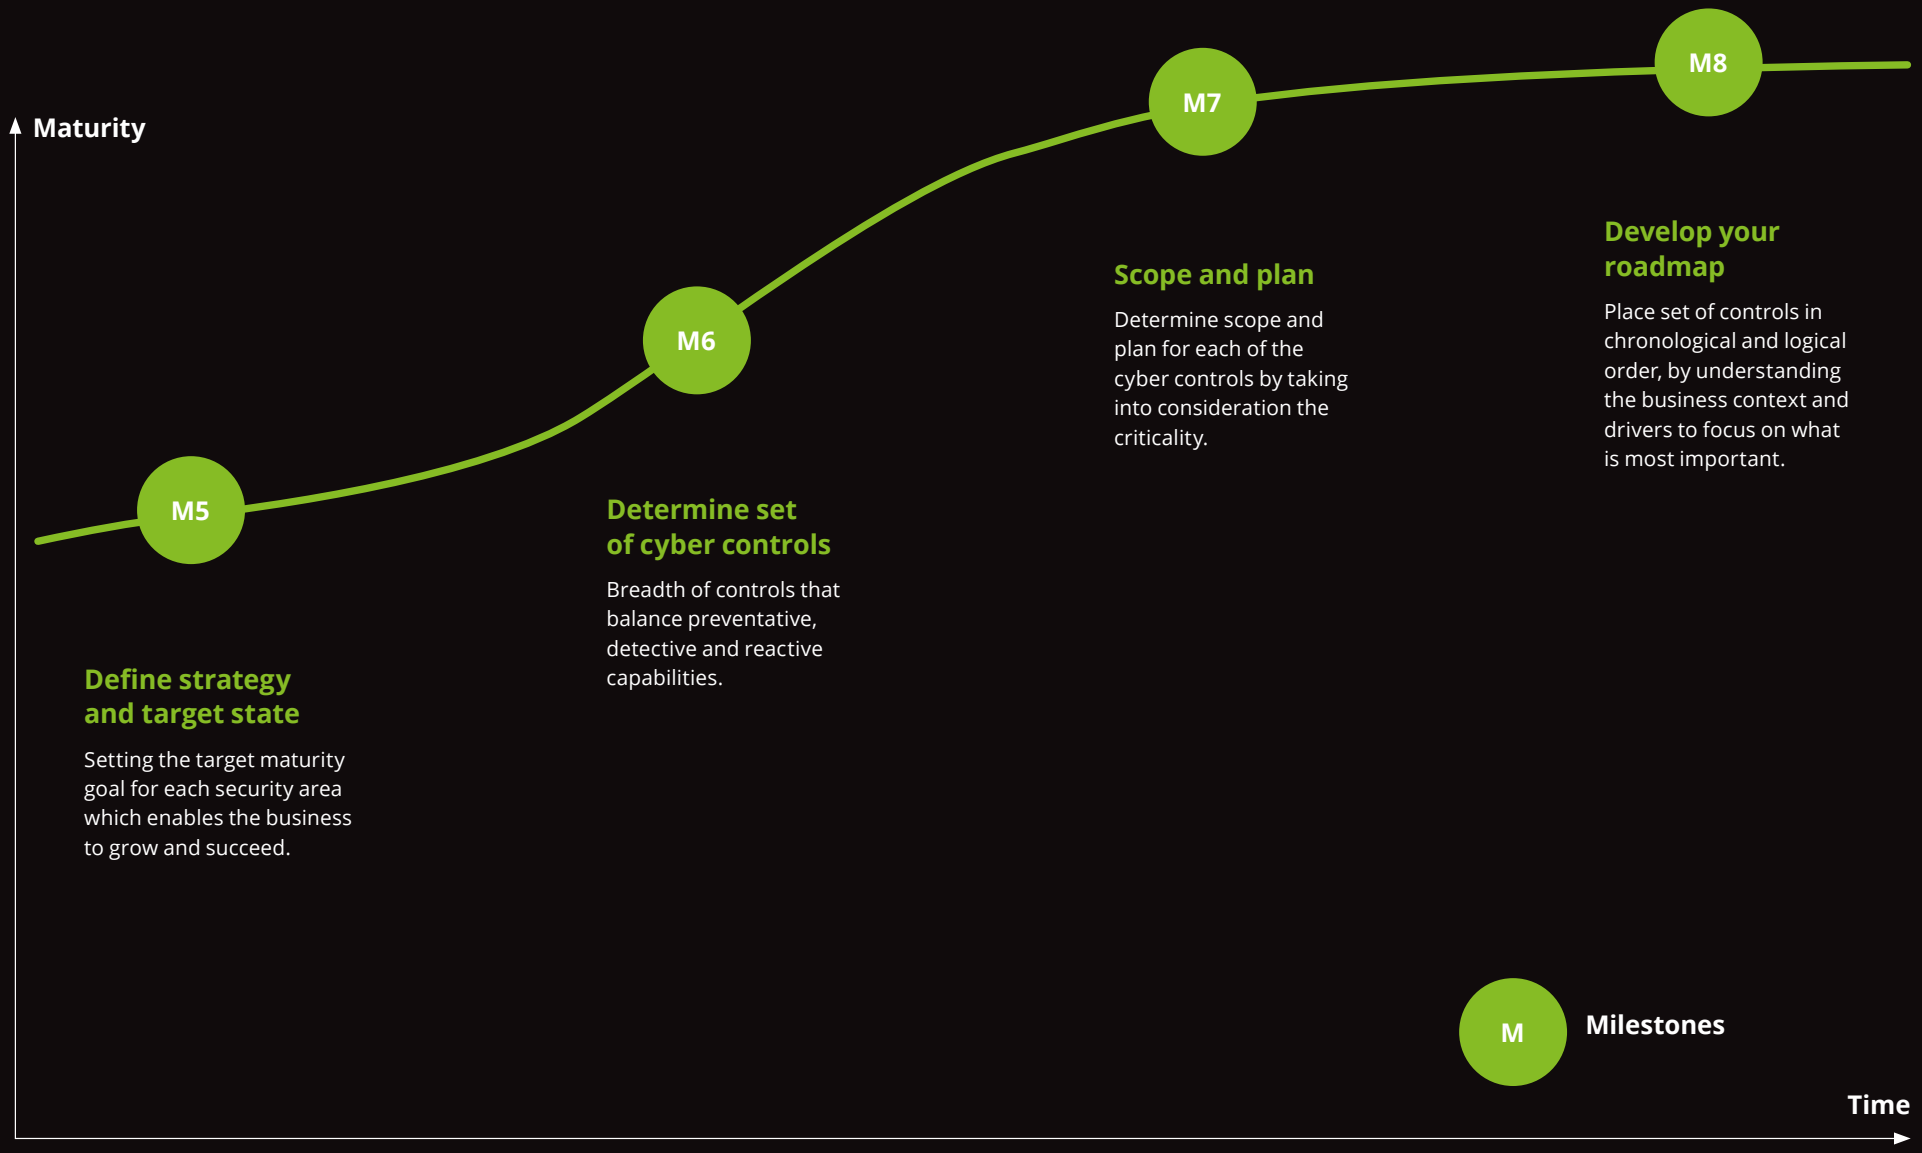 M8
M7
Maturity
Develop your
roadmap
Place set of controls in
chronological and logical
order, by understanding
the business context and
drivers to focus on what
is most important.
Scope and plan
Determine scope and
plan for each of the
cyber controls by taking
into consideration the
criticality.
M6
M5
Determine set
of cyber controls
Breadth of controls that
balance preventative,
detective and reactive
capabilities.
Define strategy
and target state
Setting the target maturity
goal for each security area
which enables the business
to grow and succeed.
M
Milestones
Time